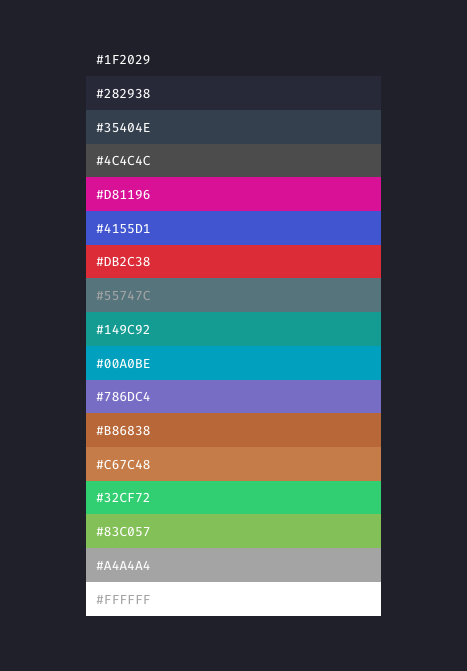 #1F2029
#282938
#35404E
#4C4C4C
#D81196
#4155D1
#DB2C38
#55747C
#149C92
#00A0BE
#786DC4
#B86838
#C67C48
#32CF72
#83C057
#A4A4A4
#FFFFFF